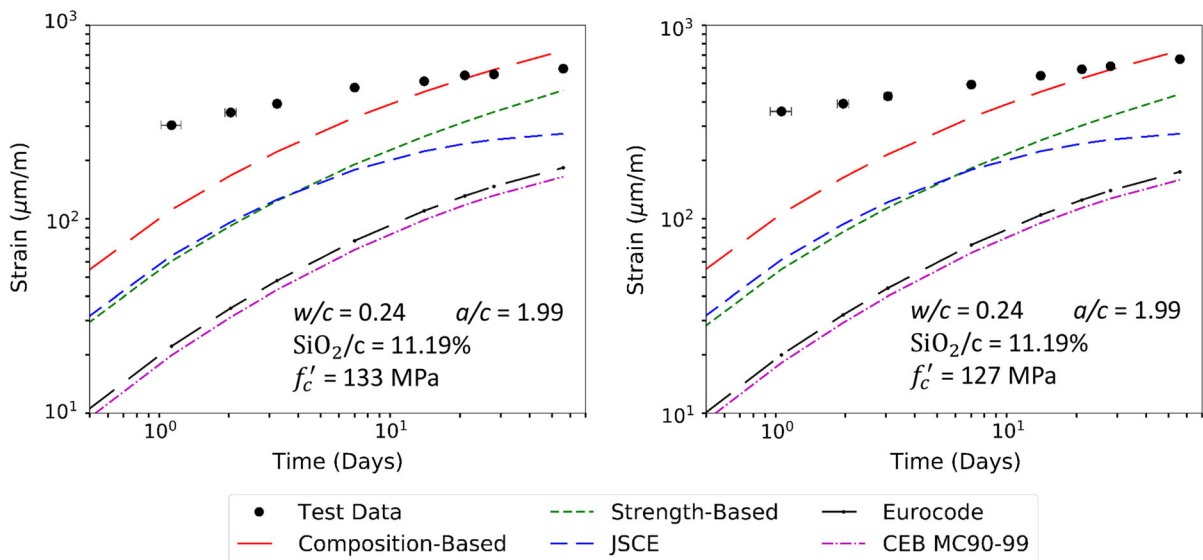 10³
10²
10¹
Strain (μm/m)
w/c = 0.24 a/c = 1.99
SiO₂/c = 11.19%
f′c = 133 MPa
10⁰ 10¹
Time (Days)
10³
10²
10¹
Strain (μm/m)
w/c = 0.24 a/c = 1.99
SiO₂/c = 11.19%
f′c = 127 MPa
10⁰ 10¹
Time (Days)
Test Data Strength-Based Eurocode
Composition-Based JSCE CEB MC90-99